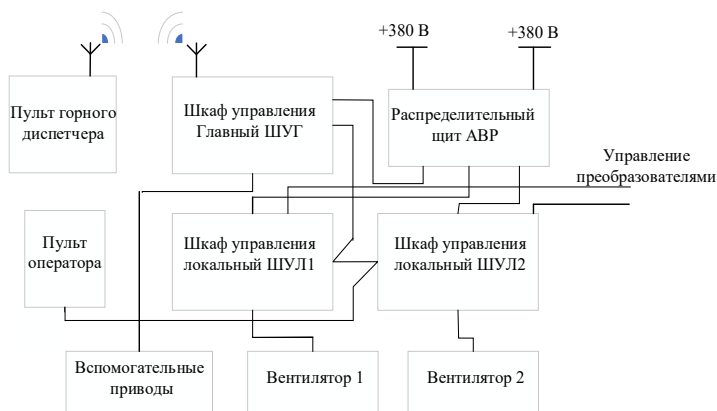 +380 В
+380 В
Пульт горного
диспетчера
Шкаф управления
Главный ШУГ
Распределительный
щит АВР
Управление
преобразователями
Пульт
оператора
Шкаф управления
локальный ШУЛ1
Шкаф управления
локальный ШУЛ2
Вспомогательные
приводы
Вентилятор 1
Вентилятор 2